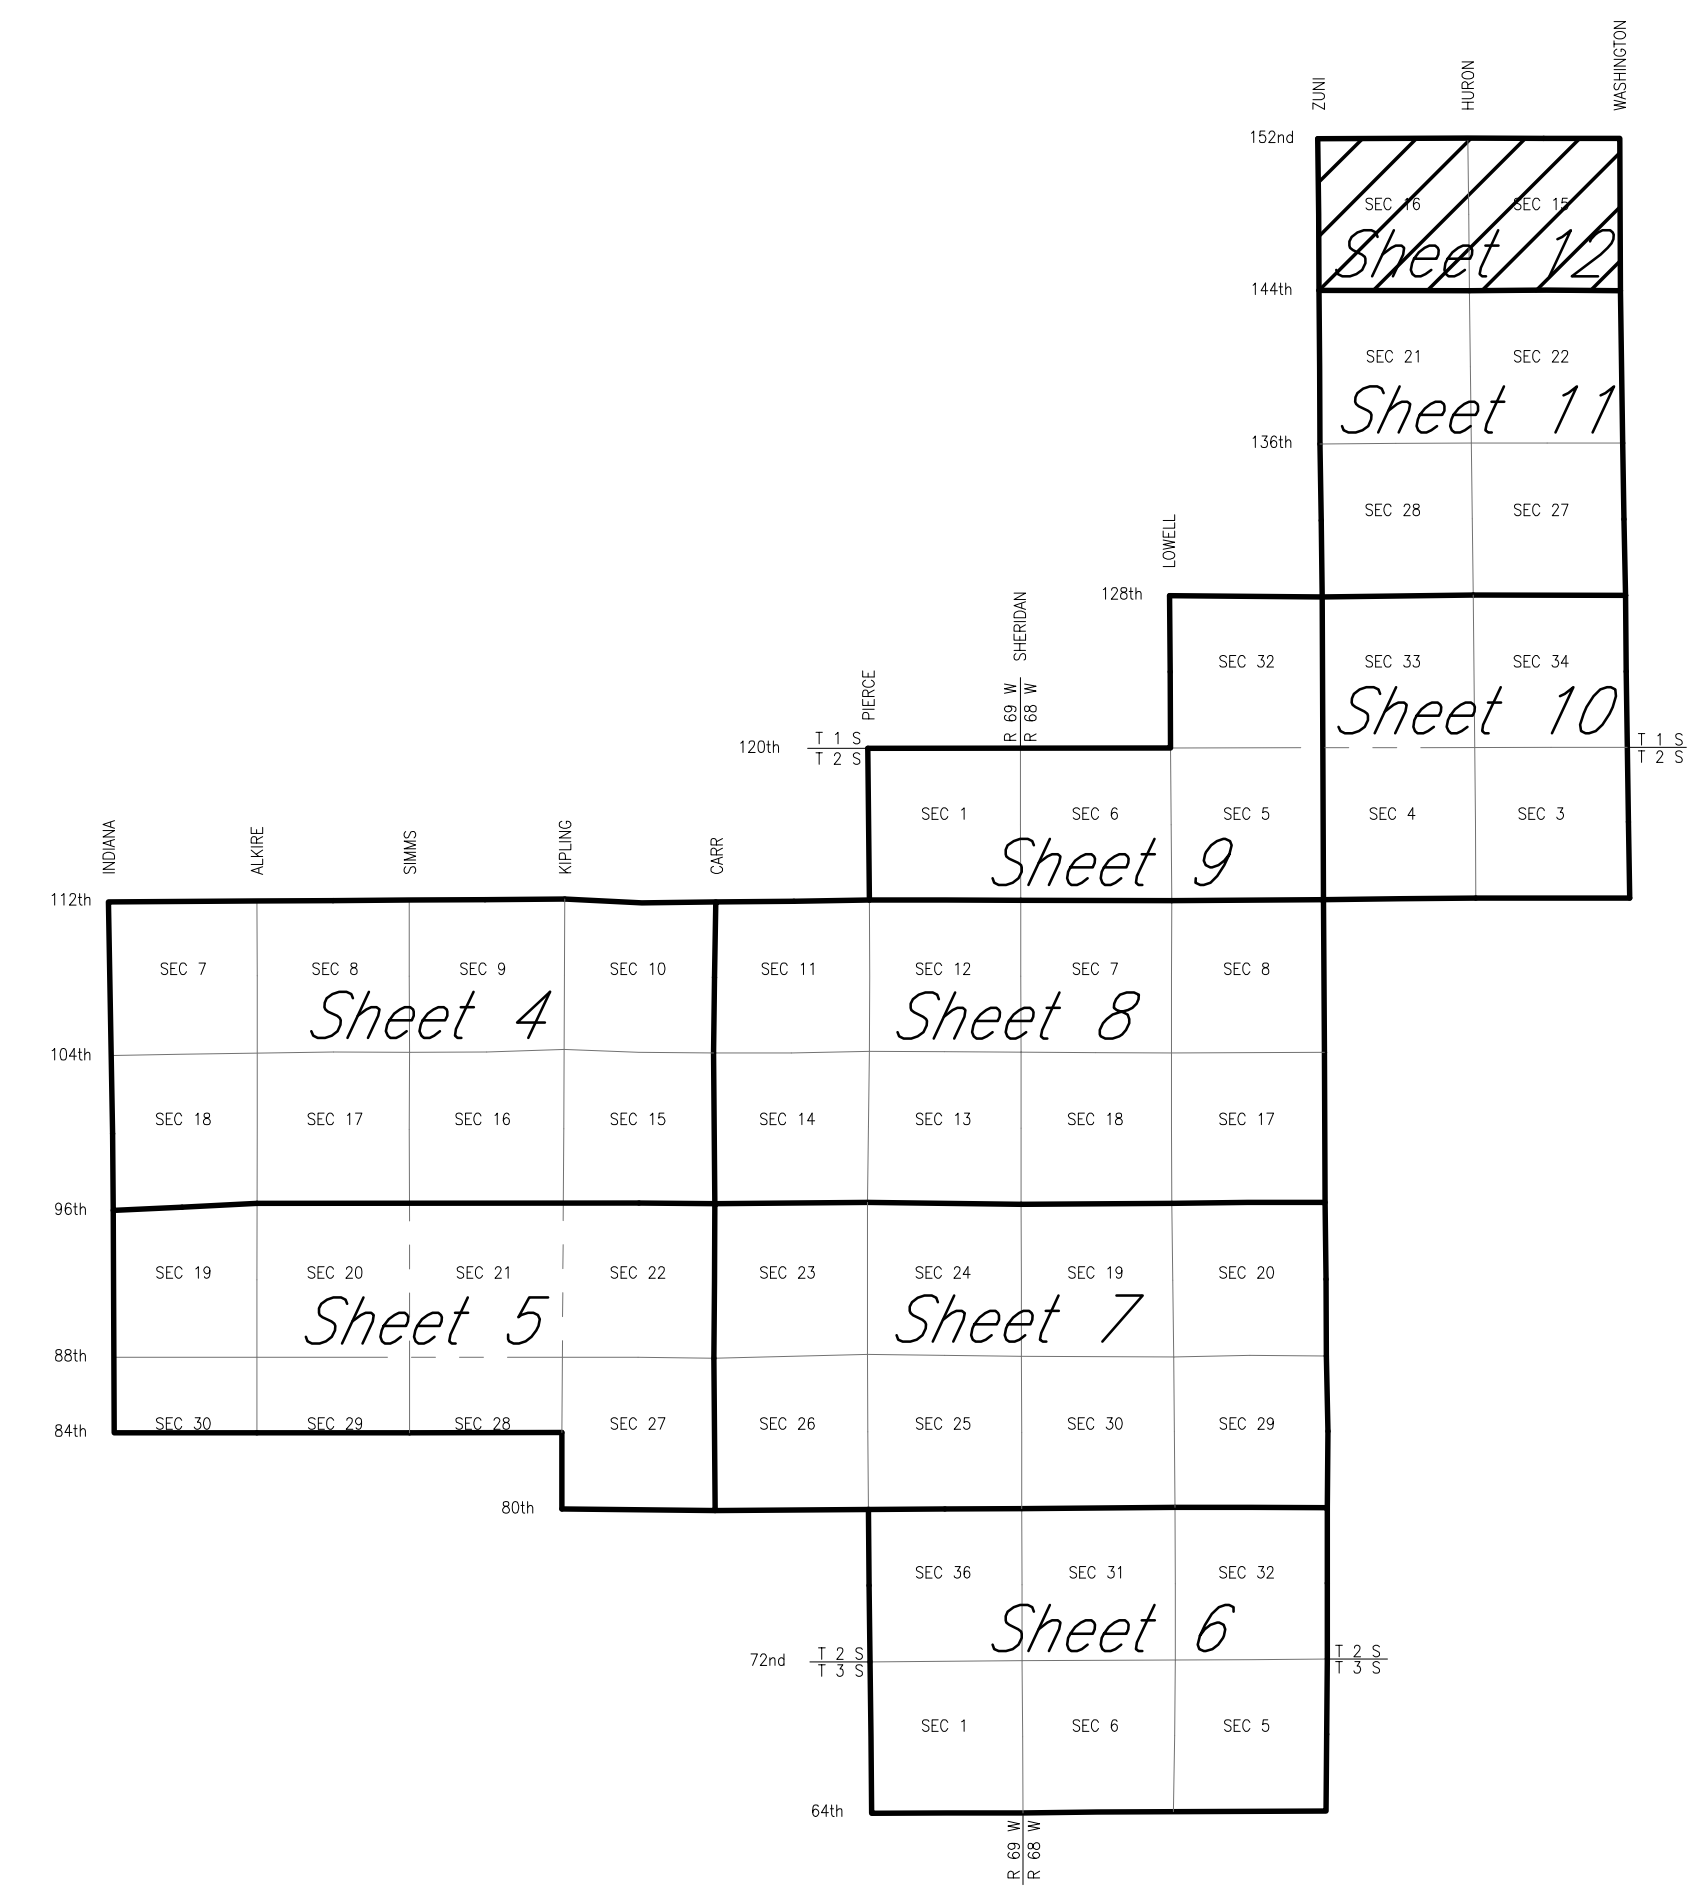 ZUNI
HURON
WASHINGTON
152nd
SEC 16
SEC 15
Sheet 12
144th
SEC 21
SEC 22
Sheet 11
136th
SEC 28
SEC 27
LOWELL
128th
SHERIDAN
SEC 32
SEC 33
SEC 34
PIERCE
R 69 W
R 68 W
Sheet 10
120th
T 1 S
T 2 S
T 1 S
T 2 S
SEC 1
SEC 6
SEC 5
SEC 4
SEC 3
Sheet 9
INDIANA
ALKIRE
SIMMS
KIPLING
CARR
112th
SEC 7
SEC 8
SEC 9
SEC 10
SEC 11
SEC 12
SEC 7
SEC 8
Sheet 4
Sheet 8
104th
SEC 18
SEC 17
SEC 16
SEC 15
SEC 14
SEC 13
SEC 18
SEC 17
96th
SEC 19
SEC 20
SEC 21
SEC 22
SEC 23
SEC 24
SEC 19
SEC 20
Sheet 5
Sheet 7
88th
SEC 30
SEC 29
SEC 28
SEC 27
SEC 26
SEC 25
SEC 30
SEC 29
84th
80th
SEC 36
SEC 31
SEC 32
Sheet 6
72nd
T 2 S
T 3 S
T 2 S
T 3 S
SEC 1
SEC 6
SEC 5
64th
R 69 W
R 68 W